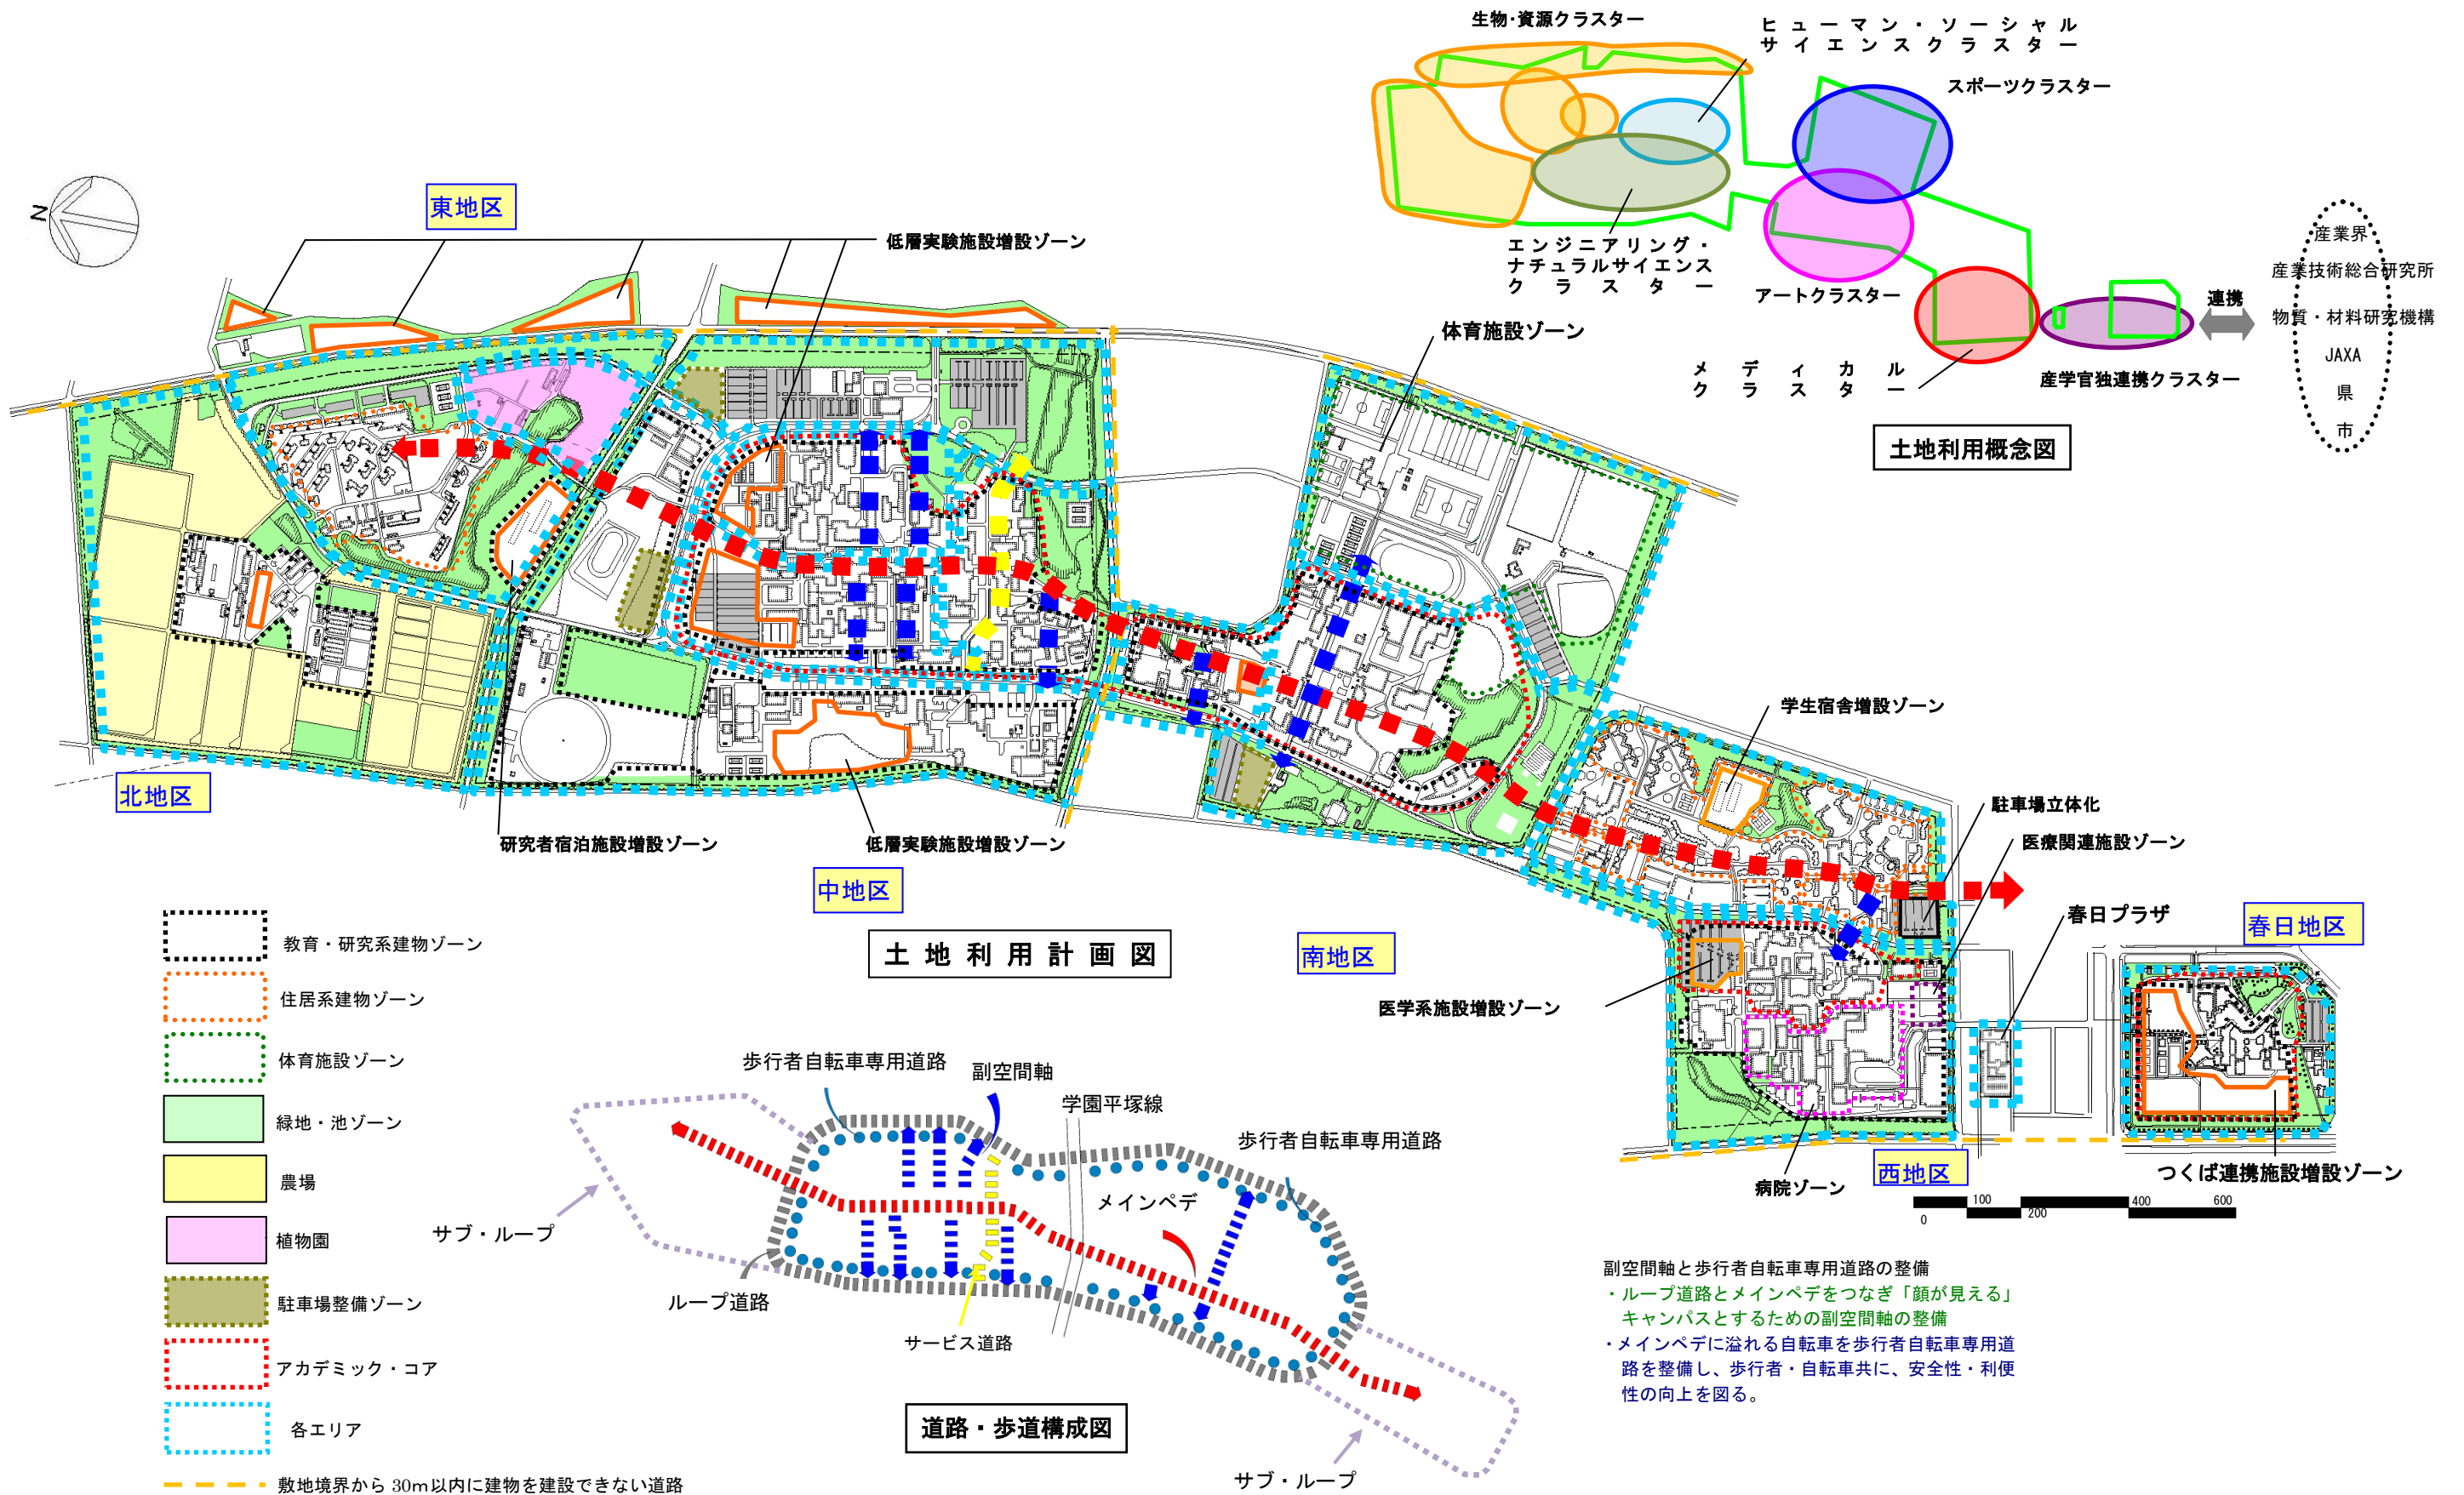 生物・資源クラスター
ヒューマン・ソーシャル
サイエンスクラスター
スポーツクラスター
エンジニアリング・
ナチュラルサイエンス
クラスター
アートクラスター
メディカル
クラスター
産学官独連携クラスター
連携
産業界
産業技術総合研究所
物質・材料研究機構
JAXA
県
市
土地利用概念図
N
東地区
低層実験施設増設ゾーン
体育施設ゾーン
学生宿舎増設ゾーン
駐車場立体化
医療関連施設ゾーン
春日プラザ
春日地区
北地区
研究者宿泊施設増設ゾーン
低層実験施設増設ゾーン
中地区
土地利用計画図
南地区
医学系施設増設ゾーン
病院ゾーン
西地区
つくば連携施設増設ゾーン
0
100
200
400
600
教育・研究系建物ゾーン
住居系建物ゾーン
体育施設ゾーン
緑地・池ゾーン
農場
植物園
駐車場整備ゾーン
アカデミック・コア
各エリア
敷地境界から 30m以内に建物を建設できない道路
歩行者自転車専用道路
副空間軸
学園平塚線
歩行者自転車専用道路
メインペデ
サブ・ループ
ループ道路
サービス道路
サブ・ループ
道路・歩道構成図
副空間軸と歩行者自転車専用道路の整備
・ループ道路とメインペデをつなぎ「顔が見える」
キャンパスとするための副空間軸の整備
・メインペデに溢れる自転車を歩行者自転車専用道
路を整備し、歩行者・自転車共に、安全性・利便
性の向上を図る。